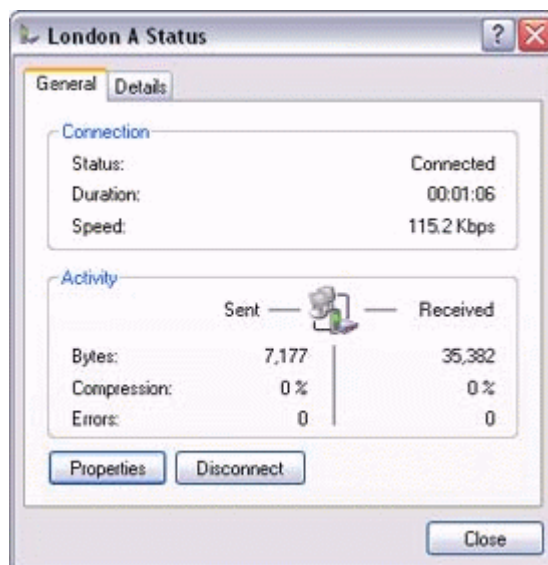 London A Status
General Details
Connection
Status: Connected
Duration: 00:01:06
Speed: 115.2 Kbps
Activity
Sent — — Received
Bytes: 7,177 35,382
Compression: 0 % 0 %
Errors: 0 0
Properties Disconnect
Close